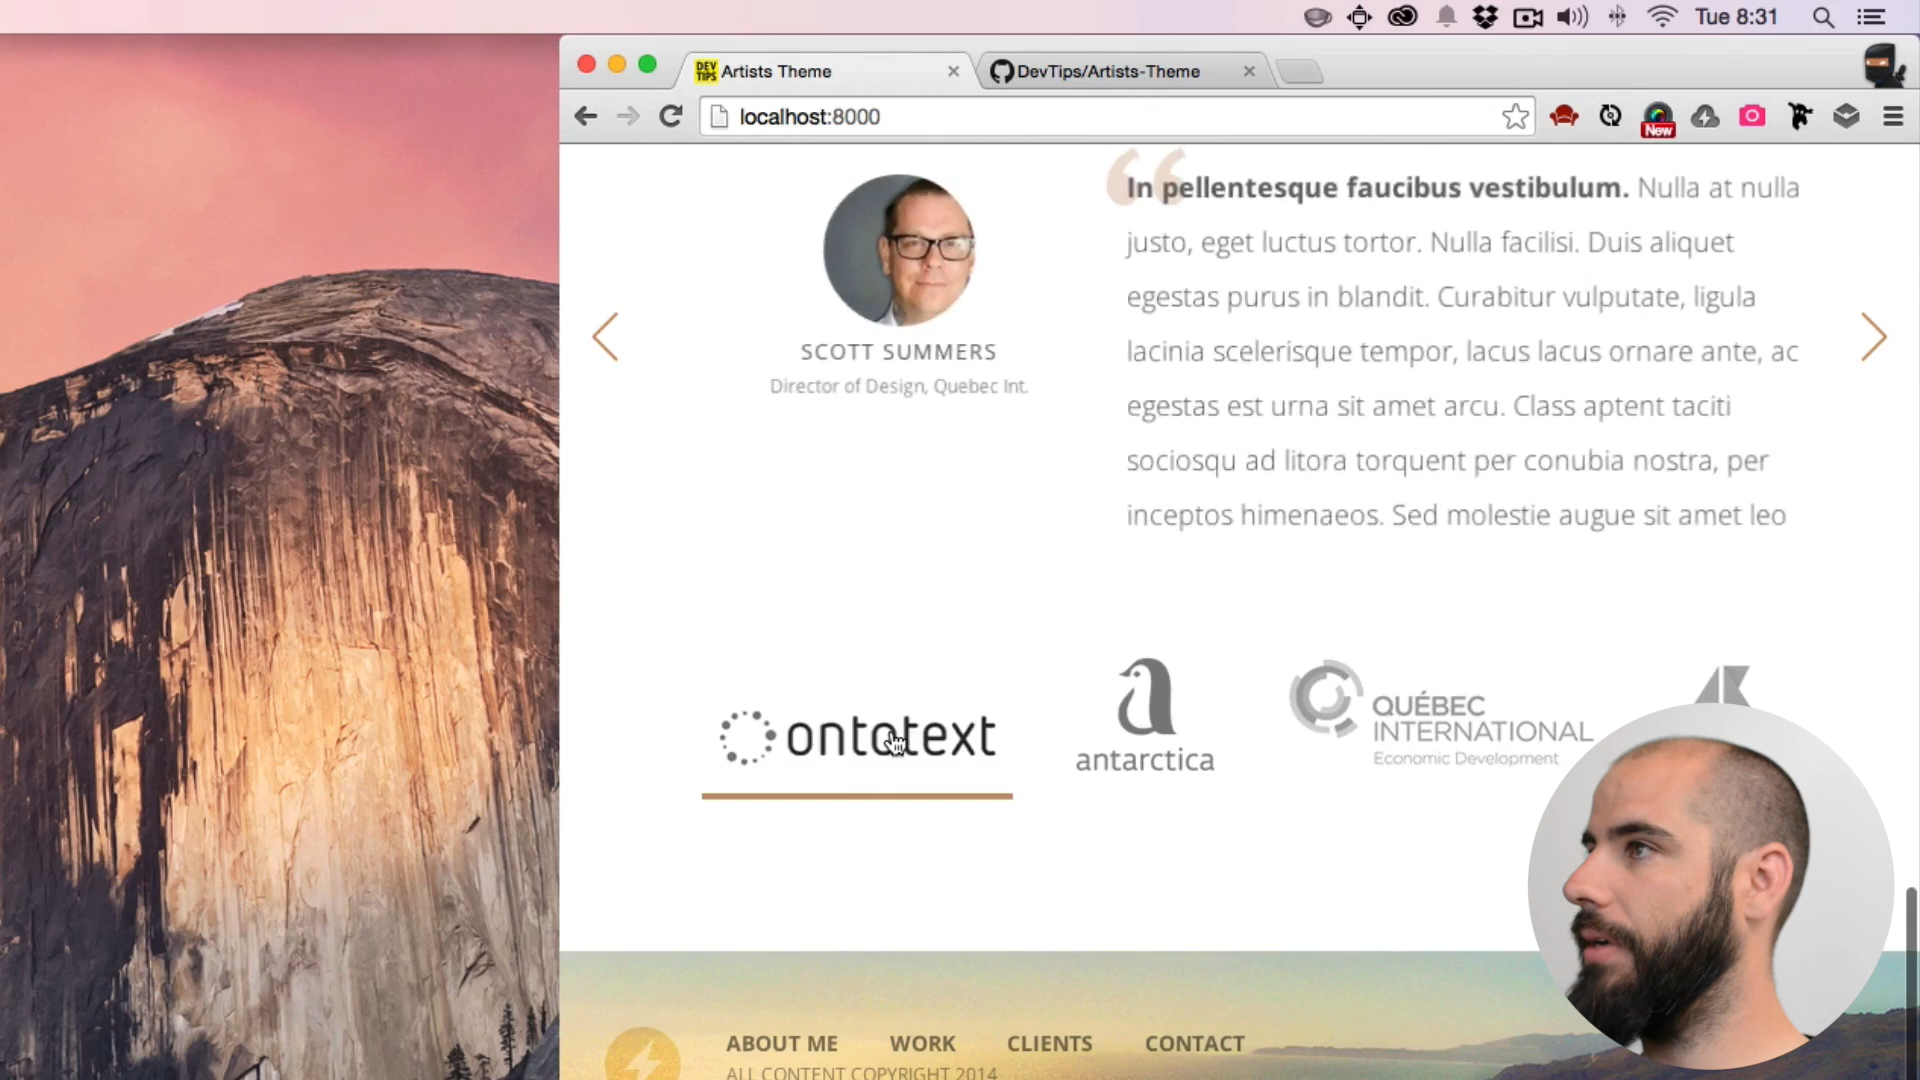 Tue 8:31
DEV TIPS Artists Theme
DevTips/Artists-Theme
localhost:8000
New
“In pellentesque faucibus vestibulum. Nulla at nulla
justo, eget luctus tortor. Nulla facilisi. Duis aliquet
egestas purus in blandit. Curabitur vulputate, ligula
lacinia scelerisque tempor, lacus lacus ornare ante, ac
egestas est urna sit amet arcu. Class aptent taciti
sociosqu ad litora torquent per conubia nostra, per
inceptos himenaeos. Sed molestie augue sit amet leo
SCOTT SUMMERS
Director of Design, Quebec Int.
ontotext
antarctica
QUÉBEC
INTERNATIONAL
Economic Development
ABOUT ME WORK CLIENTS CONTACT
ALL CONTENT COPYRIGHT 2014